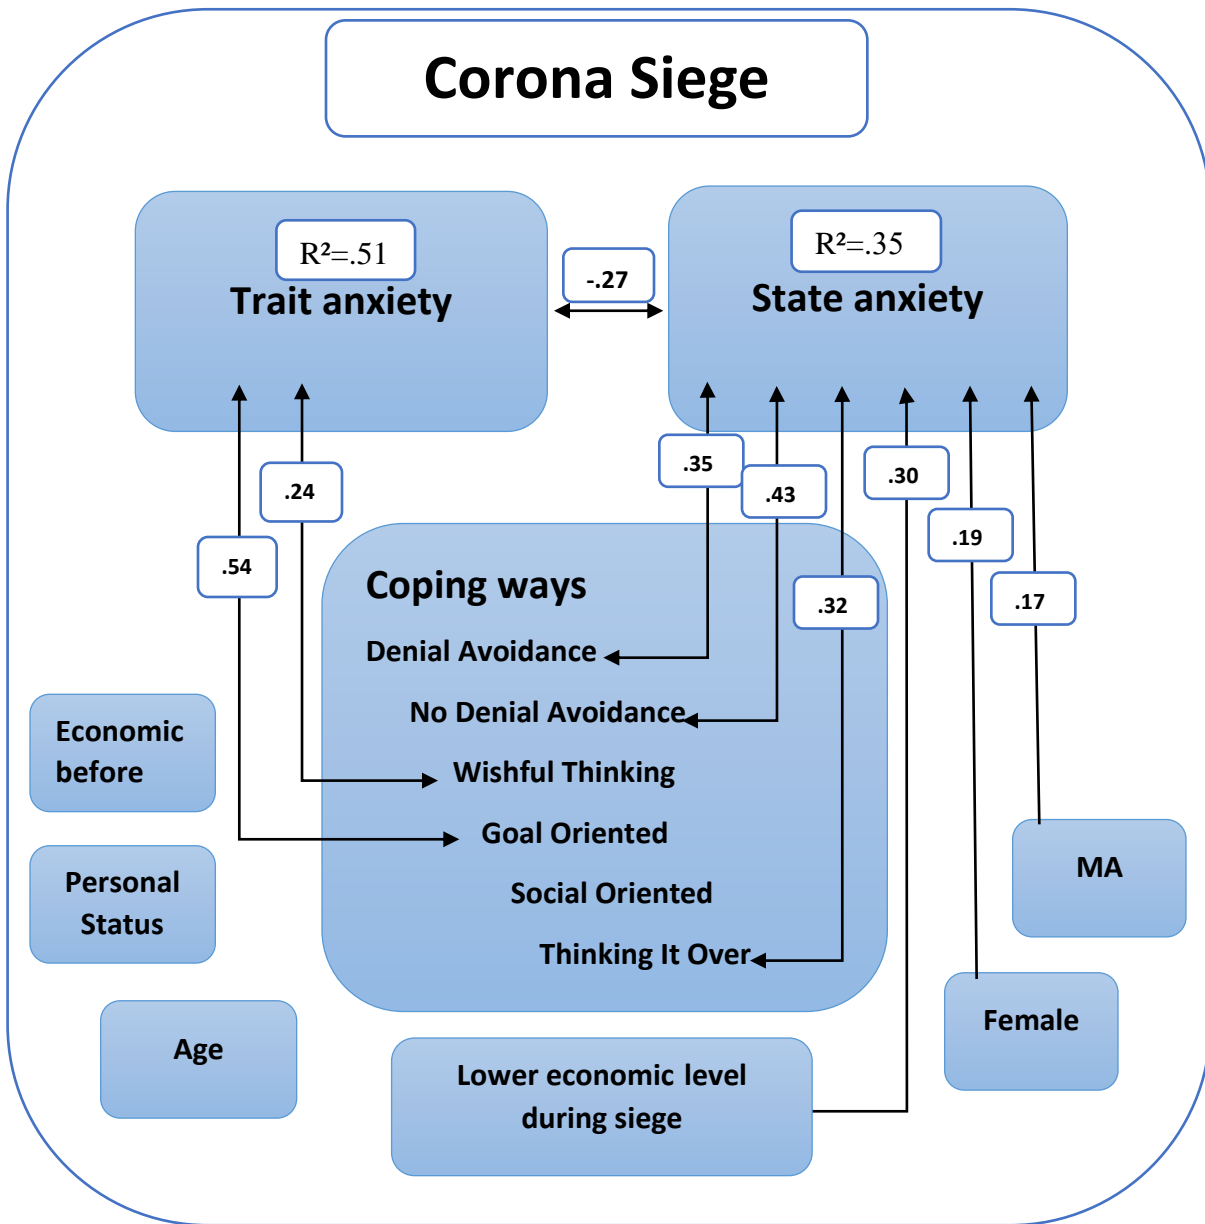 Corona Siege
R²=.51
Trait anxiety
-.27
R²=.35
State anxiety
.35
.43
.30
.24
.19
.54
.32
.17
Coping ways
Denial Avoidance
No Denial Avoidance
Wishful Thinking
Goal Oriented
Social Oriented
Thinking It Over
Economic
before
Personal
Status
Age
MA
Female
Lower economic level
during siege